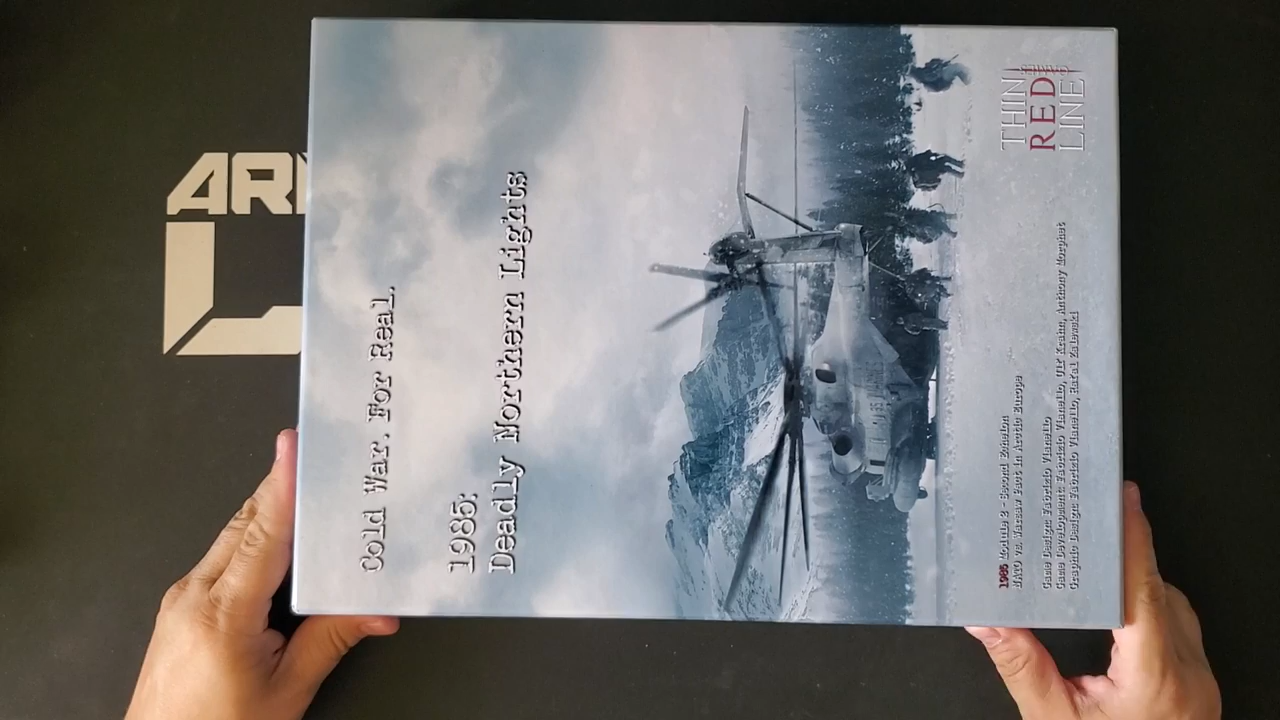 Cold War. For Real.
1985:
Deadly Northern Lights
1985 Module 2 - Second Echelon
NATO vs. Warsaw Pact in Arctic Europe
Game Design: Fabrizio Vianello
Game Development: Fabrizio Vianello, Ulf Krahn, Anthony Morphet
Graphic Design: Fabrizio Vianello, Rafal Zalewski
THIN
RED
LINE
GAMES